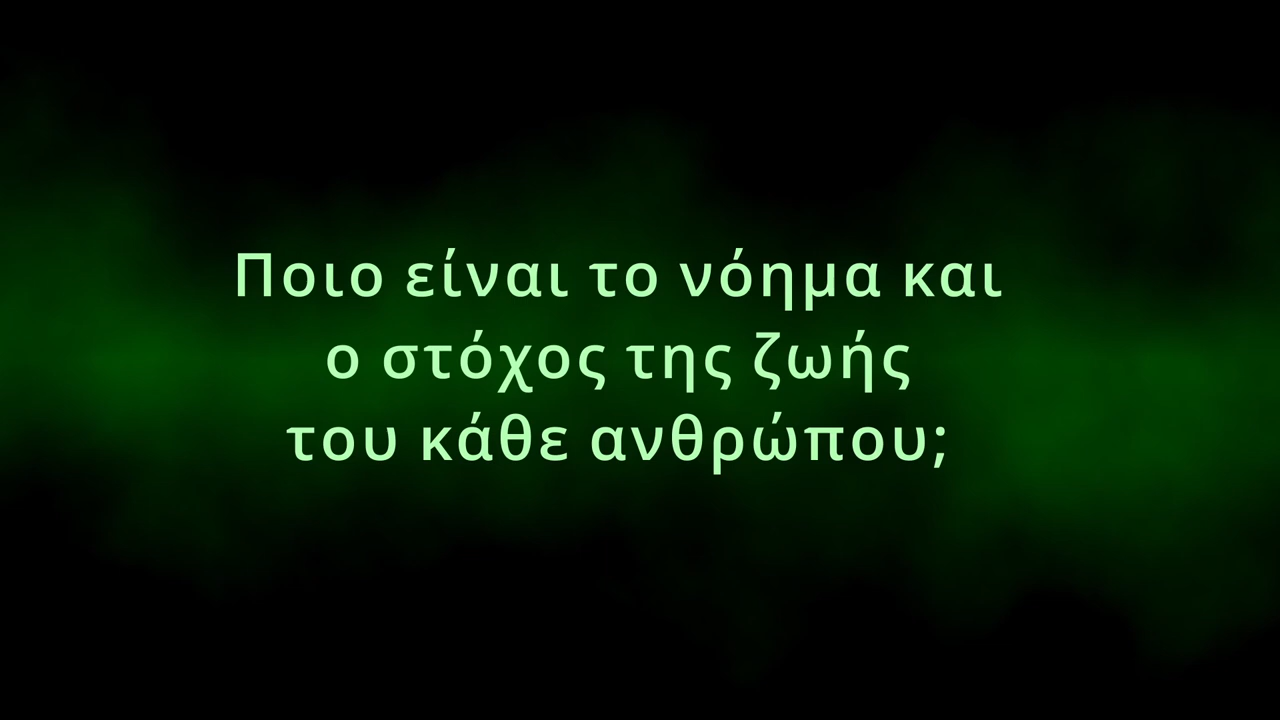 Ποιο είναι το νόημα και
ο στόχος της ζωής
του κάθε ανθρώπου;